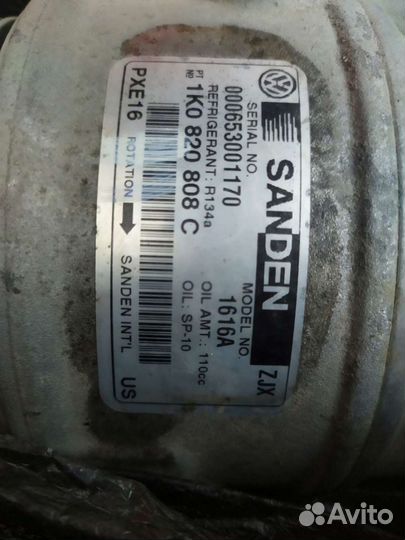 SANDEN
ZJX
SERIAL NO.
MODEL NO.
000653001170
1616A
REFRIGERANT: R134a
OIL AMT.: 110cc
PT NO 1K0 820 808 C
OIL: SP-10
PXE16 ROTATION SANDEN INT'L US
Avito